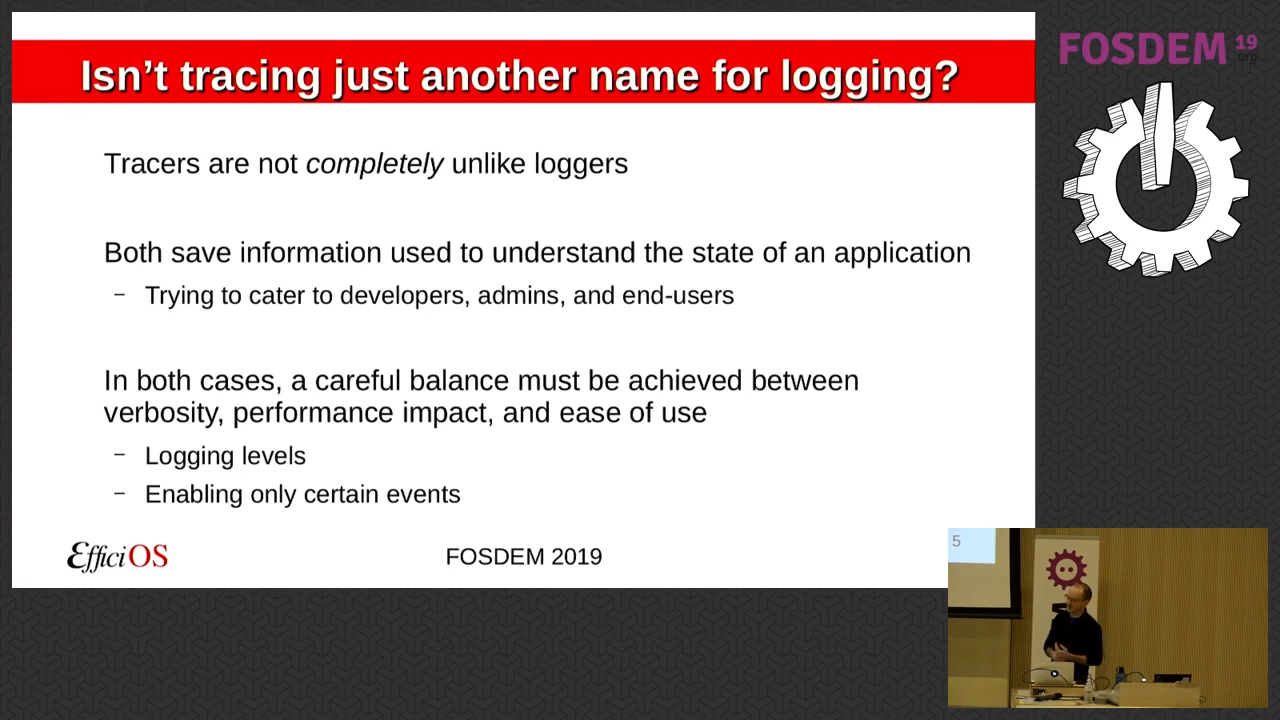 Isn’t tracing just another name for logging?
Tracers are not completely unlike loggers
Both save information used to understand the state of an application
– Trying to cater to developers, admins, and end-users
In both cases, a careful balance must be achieved between
verbosity, performance impact, and ease of use
– Logging levels
– Enabling only certain events
EfficiOS
FOSDEM 2019
FOSDEM 19
.org
5